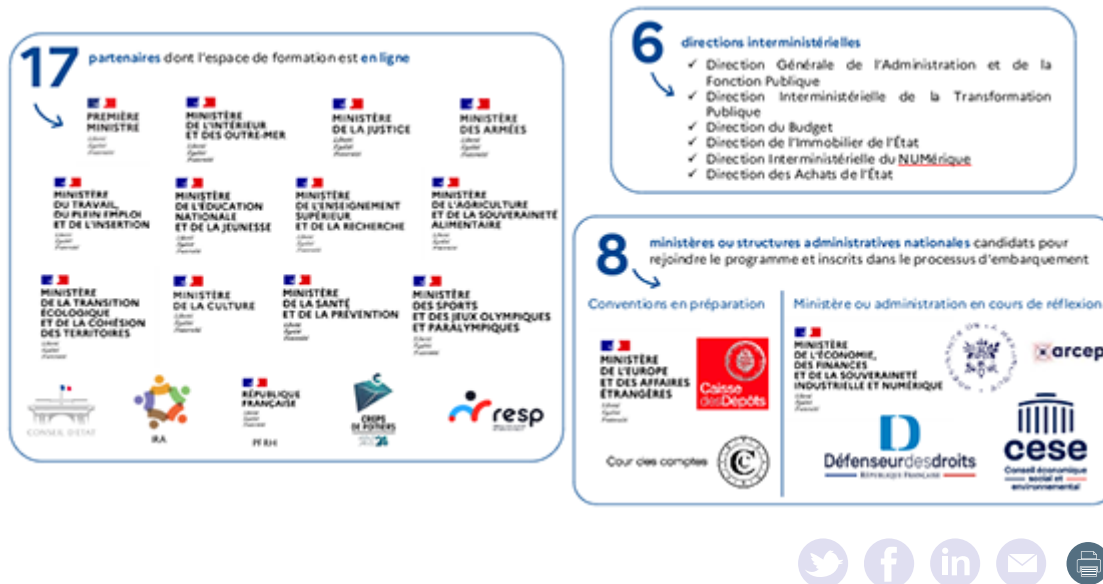 17
partenaires dont l'espace de formation est en ligne
PREMIÈRE
MINISTRE
MINISTÈRE
DE L'INTÉRIEUR
ET DES OUTRE-MER
MINISTÈRE
DE LA JUSTICE
MINISTÈRE
DES ARMÉES
MINISTÈRE
DU TRAVAIL,
DU PLEIN EMPLOI
ET DE L'INSERTION
MINISTÈRE
DE L'ÉDUCATION
NATIONALE
ET DE LA JEUNESSE
MINISTÈRE
DE L'ENSEIGNEMENT
SUPÉRIEUR
ET DE LA RECHERCHE
MINISTÈRE
DE L'AGRICULTURE
ET DE LA SOUVERAINETÉ
ALIMENTAIRE
MINISTÈRE
DE LA TRANSITION
ÉCOLOGIQUE
ET DE LA COHÉSION
DES TERRITOIRES
MINISTÈRE
DE LA CULTURE
MINISTÈRE
DE LA SANTÉ
ET DE LA PRÉVENTION
MINISTÈRE
DES SPORTS
ET DES JEUX OLYMPIQUES
ET PARALYMPIQUES
CONSEIL D'ETAT
IRA
RÉPUBLIQUE
FRANÇAISE
PFRH
CREPS
DE POITIERS
resp
6
directions interministérielles
✓ Direction Générale de l'Administration et de la
Fonction Publique
✓ Direction Interministérielle de la Transformation
Publique
✓ Direction du Budget
✓ Direction de l'Immobilier de l'État
✓ Direction Interministérielle du NUMérique
✓ Direction des Achats de l'État
8
ministères ou structures administratives nationales candidats pour
rejoindre le programme et inscrits dans le processus d'embarquement
Conventions en préparation
MINISTÈRE
DE L'EUROPE
ET DES AFFAIRES
ÉTRANGÈRES
Caisse
desDépôts
Cour des comptes
Ministère ou administration en cours de réflexion
MINISTÈRE
DE L'ÉCONOMIE,
DES FINANCES
ET DE LA SOUVERAINETÉ
INDUSTRIELLE ET NUMÉRIQUE
arcep
Défenseurdesdroits
RÉPUBLIQUE FRANÇAISE
cese
Conseil économique
social et
environnemental